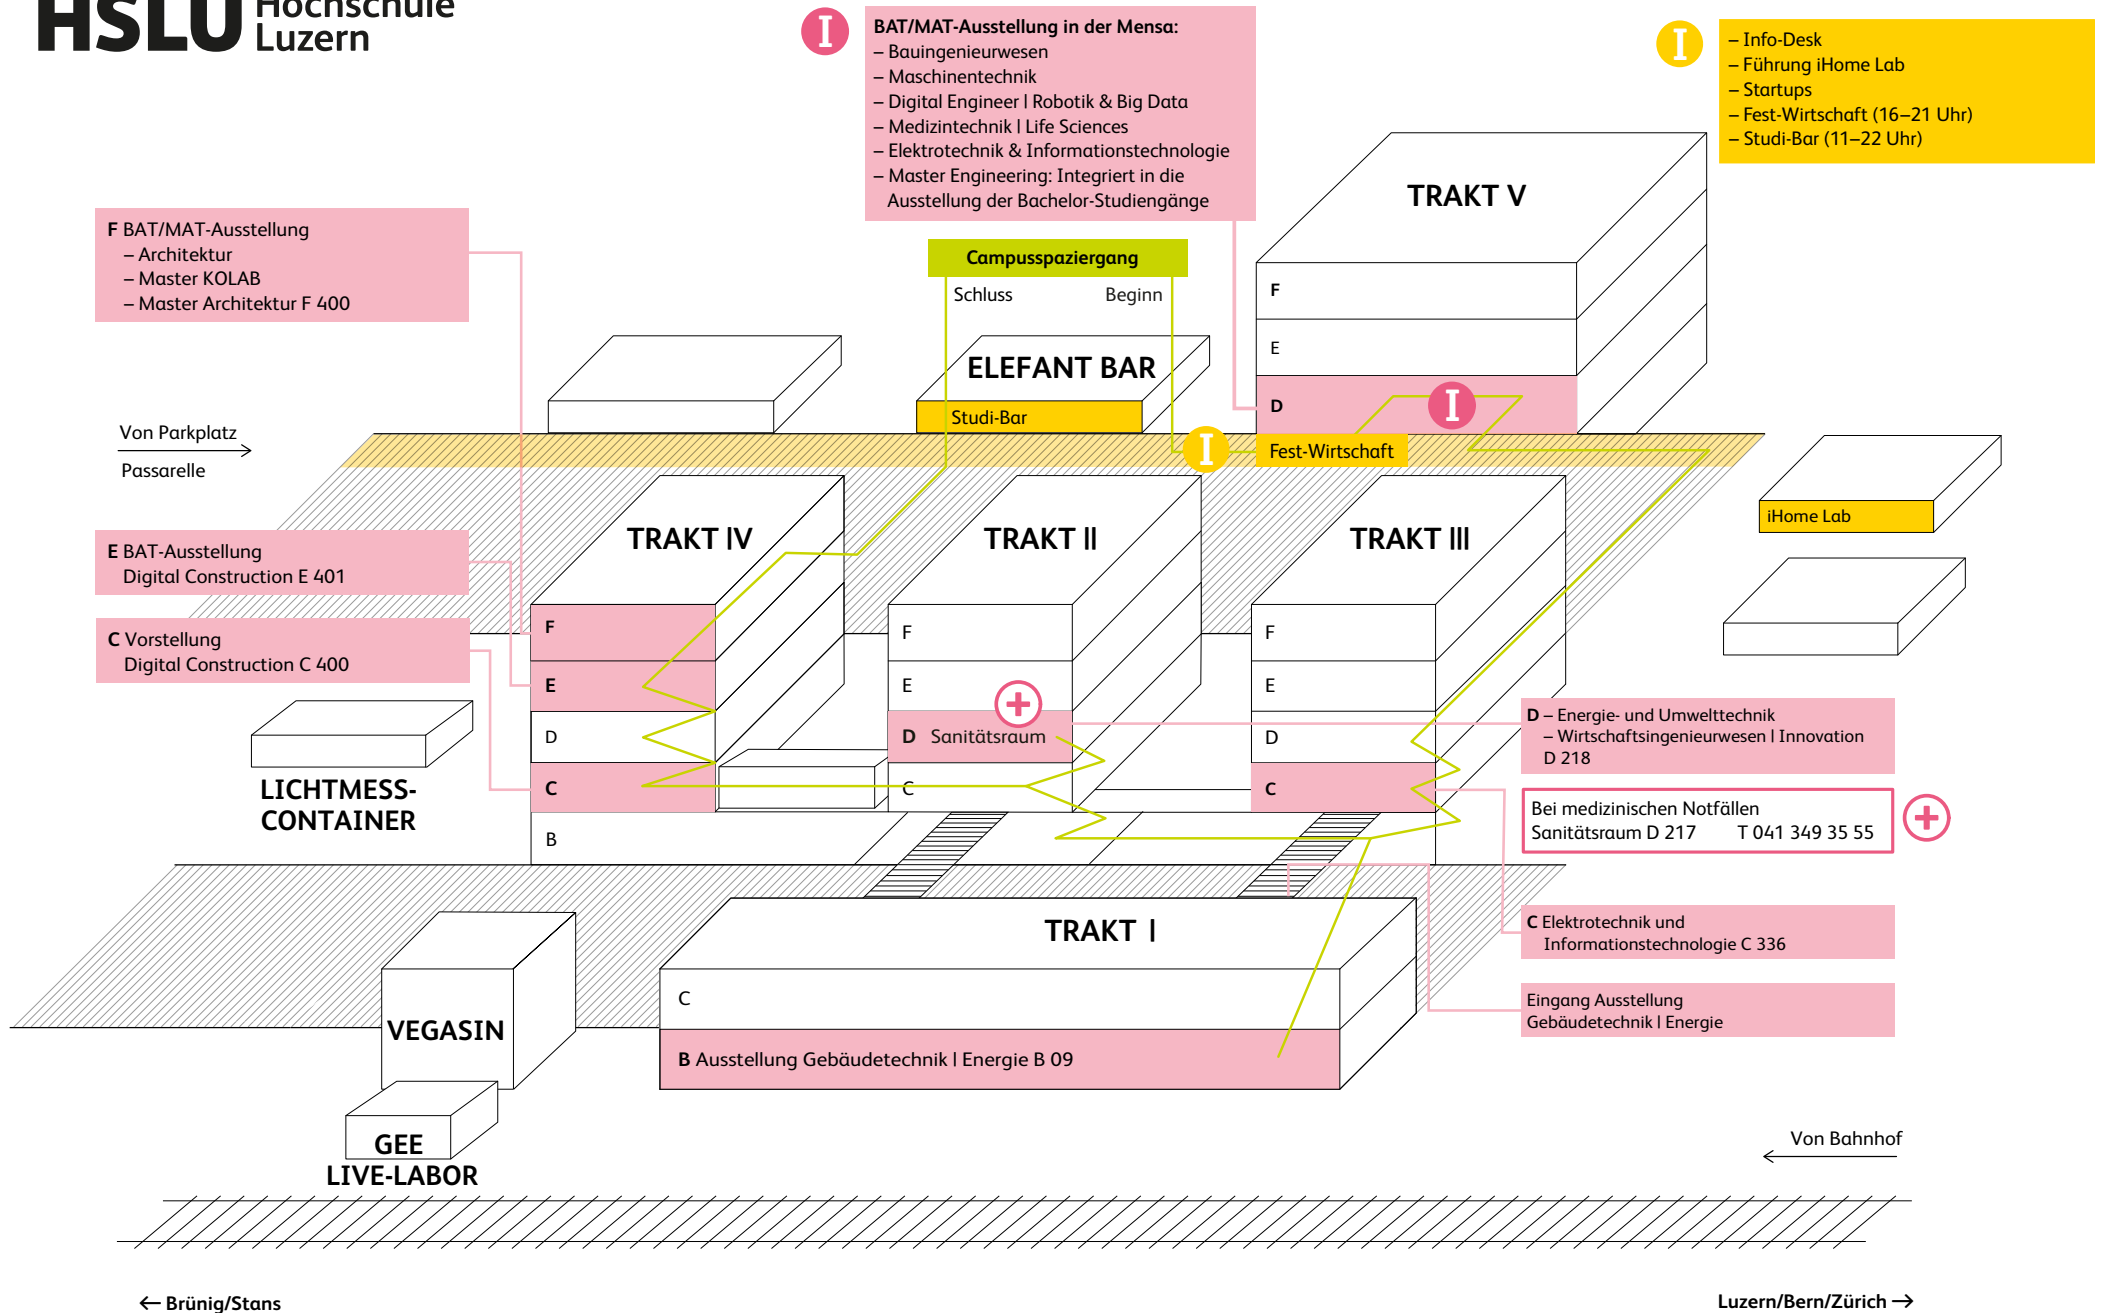 HSLU Hochschule
Luzern
BAT/MAT-Ausstellung in der Mensa:
– Bauingenieurwesen
– Maschinentechnik
– Digital Engineer | Robotik & Big Data
– Medizintechnik | Life Sciences
– Elektrotechnik & Informationstechnologie
– Master Engineering: Integriert in die
Ausstellung der Bachelor-Studiengänge
– Info-Desk
– Führung iHome Lab
– Startups
– Fest-Wirtschaft (16–21 Uhr)
– Studi-Bar (11–22 Uhr)
TRAKT V
F
E
D
F BAT/MAT-Ausstellung
– Architektur
– Master KOLAB
– Master Architektur F 400
Campusspaziergang
Schluss Beginn
ELEFANT BAR
Studi-Bar
Fest-Wirtschaft
Von Parkplatz
Passarelle
iHome Lab
TRAKT IV
F
E
D
C
B
TRAKT II
F
E
D Sanitätsraum
C
TRAKT III
F
E
D
C
E BAT-Ausstellung
Digital Construction E 401
C Vorstellung
Digital Construction C 400
LICHTMESS-
CONTAINER
D – Energie- und Umwelttechnik
– Wirtschaftsingenieurwesen | Innovation
D 218
Bei medizinischen Notfällen
Sanitätsraum D 217 T 041 349 35 55
C Elektrotechnik und
Informationstechnologie C 336
Eingang Ausstellung
Gebäudetechnik | Energie
TRAKT I
C
B Ausstellung Gebäudetechnik | Energie B 09
VEGASIN
GEE
LIVE-LABOR
Von Bahnhof
← Brünig/Stans
Luzern/Bern/Zürich →